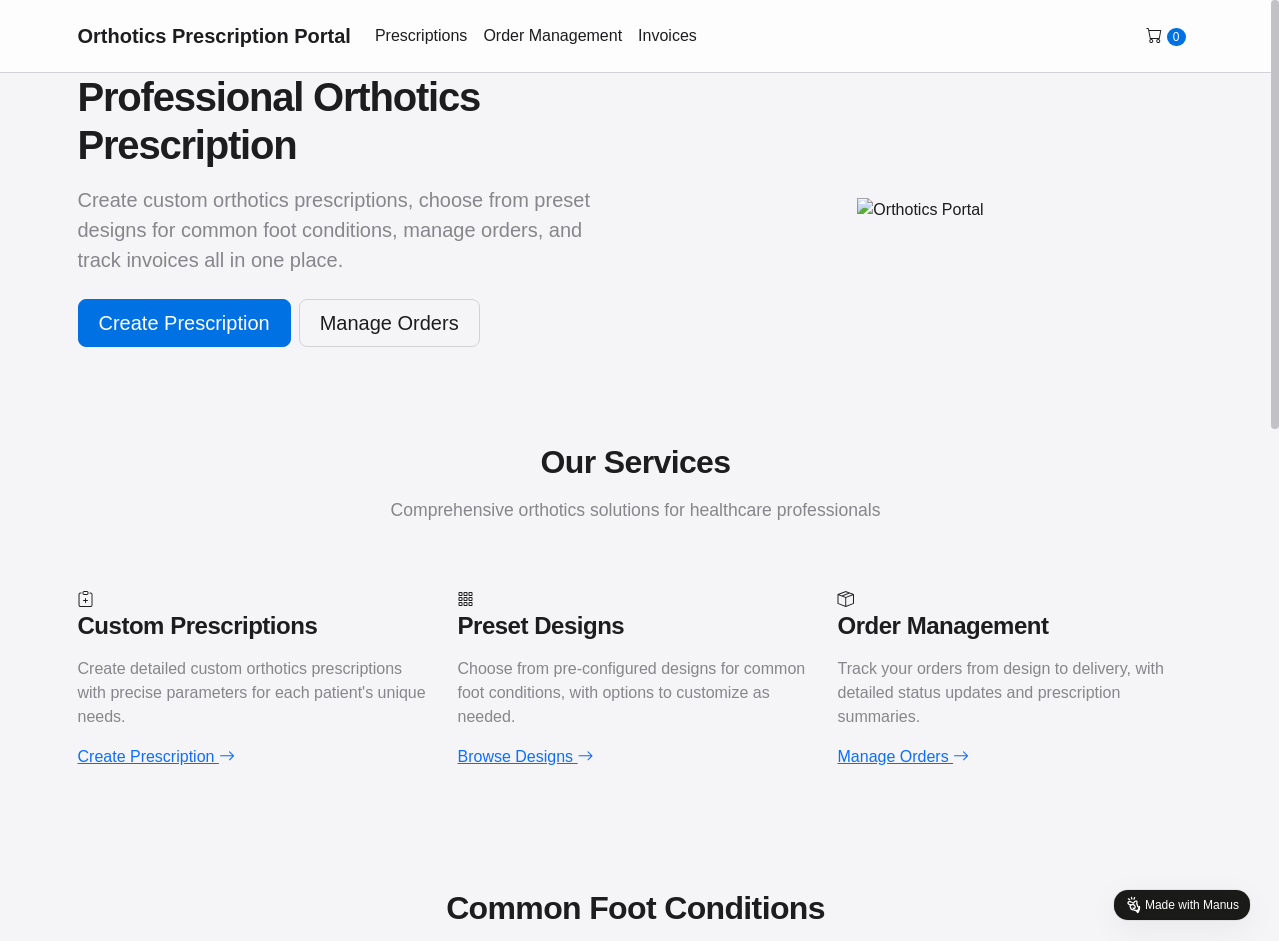 Orthotics Prescription Portal Prescriptions Order Management Invoices 0
Professional Orthotics
Prescription
Create custom orthotics prescriptions, choose from preset
designs for common foot conditions, manage orders, and
track invoices all in one place.
Orthotics Portal
Create Prescription Manage Orders
Our Services
Comprehensive orthotics solutions for healthcare professionals
Custom Prescriptions
Create detailed custom orthotics prescriptions
with precise parameters for each patient's unique
needs.
Create Prescription
Preset Designs
Choose from pre-configured designs for common
foot conditions, with options to customize as
needed.
Browse Designs
Order Management
Track your orders from design to delivery, with
detailed status updates and prescription
summaries.
Manage Orders
Common Foot Conditions
Made with Manus